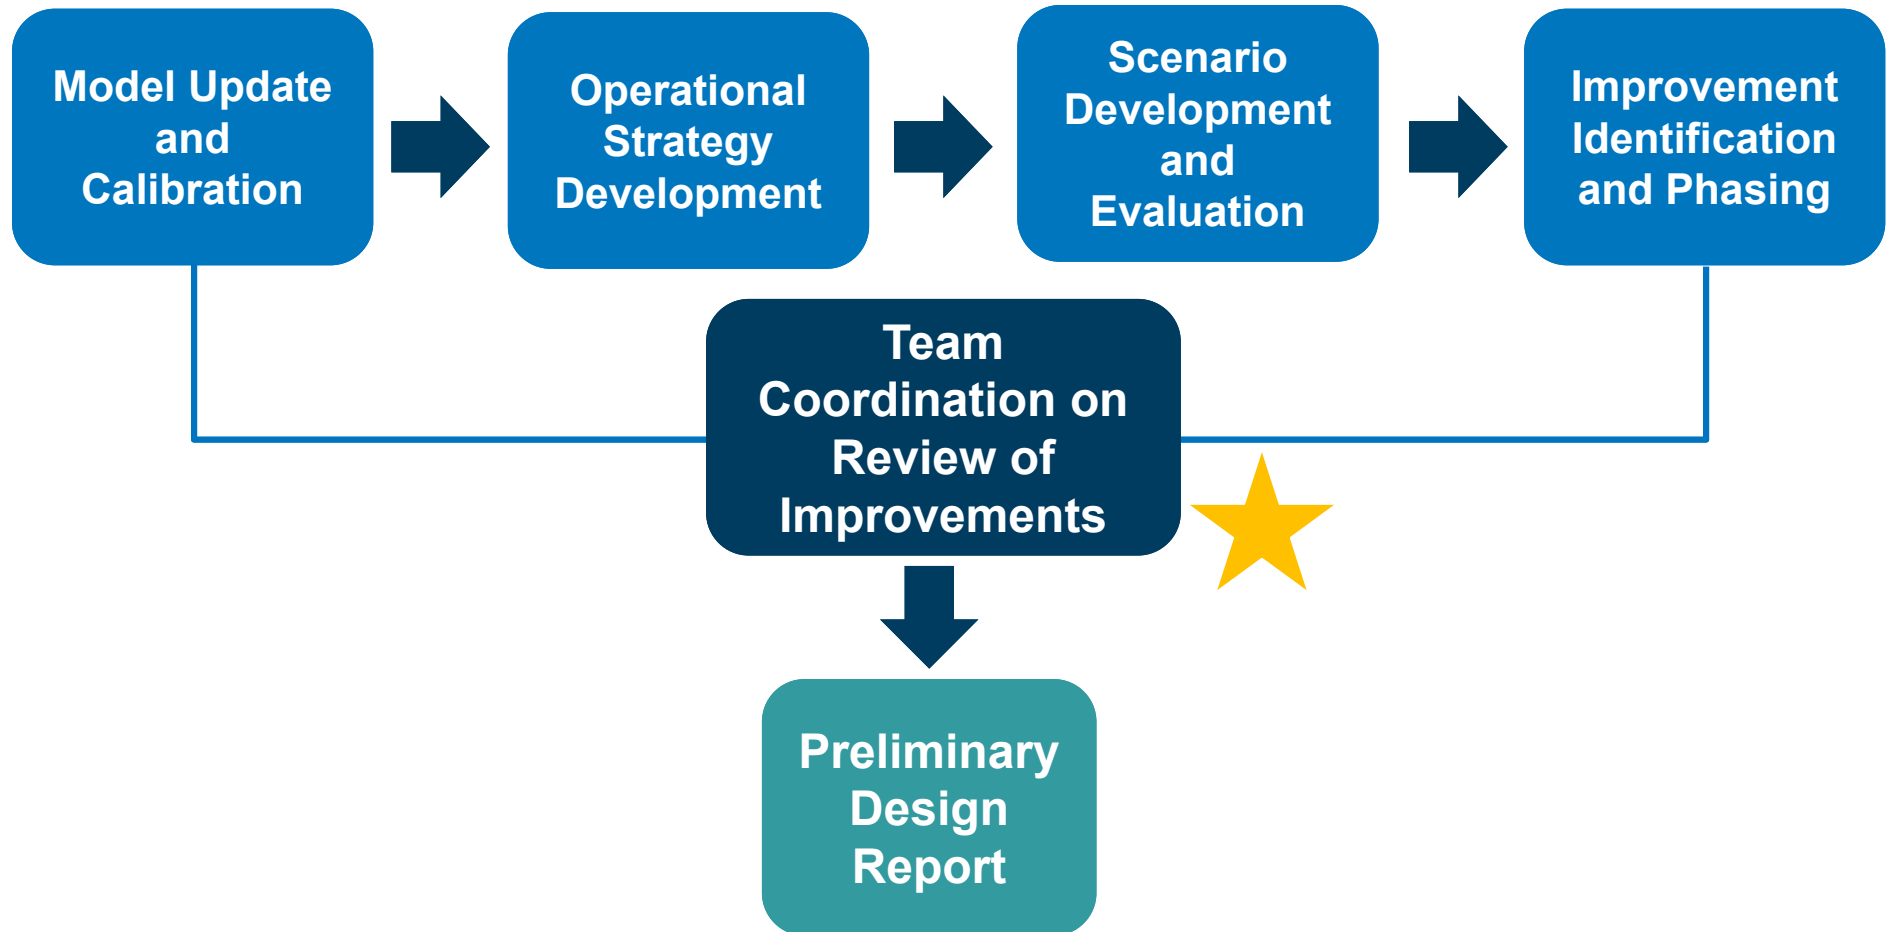 Model Update
and
Calibration
Operational
Strategy
Development
Scenario
Development
and
Evaluation
Improvement
Identification
and Phasing
Team
Coordination on
Review of
Improvements
Preliminary
Design
Report